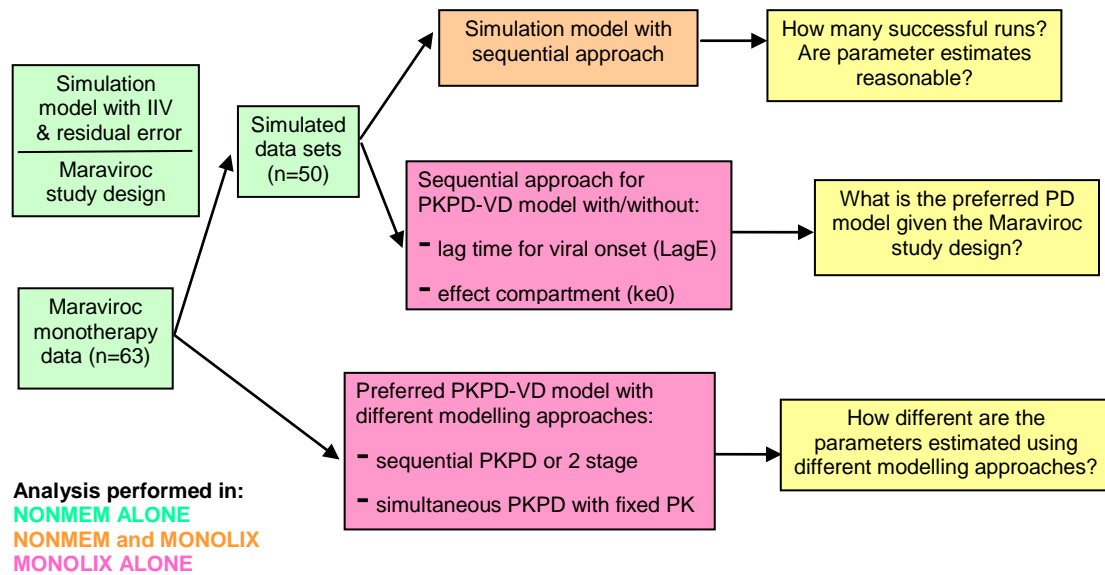 Simulation
model with IIV
& residual error
Maraviroc
study design
Maraviroc
monotherapy
data (n=63)
Simulated
data sets
(n=50)
Simulation model with
sequential approach
How many successful runs?
Are parameter estimates
reasonable?
Sequential approach for
PKPD-VD model with/without:
- lag time for viral onset (LagE)
- effect compartment (ke0)
What is the preferred PD
model given the Maraviroc
study design?
Preferred PKPD-VD model with
different modelling approaches:
- sequential PKPD or 2 stage
- simultaneous PKPD with fixed PK
How different are the
parameters estimated using
different modelling approaches?
Analysis performed in:
NONMEM ALONE
NONMEM and MONOLIX
MONOLIX ALONE